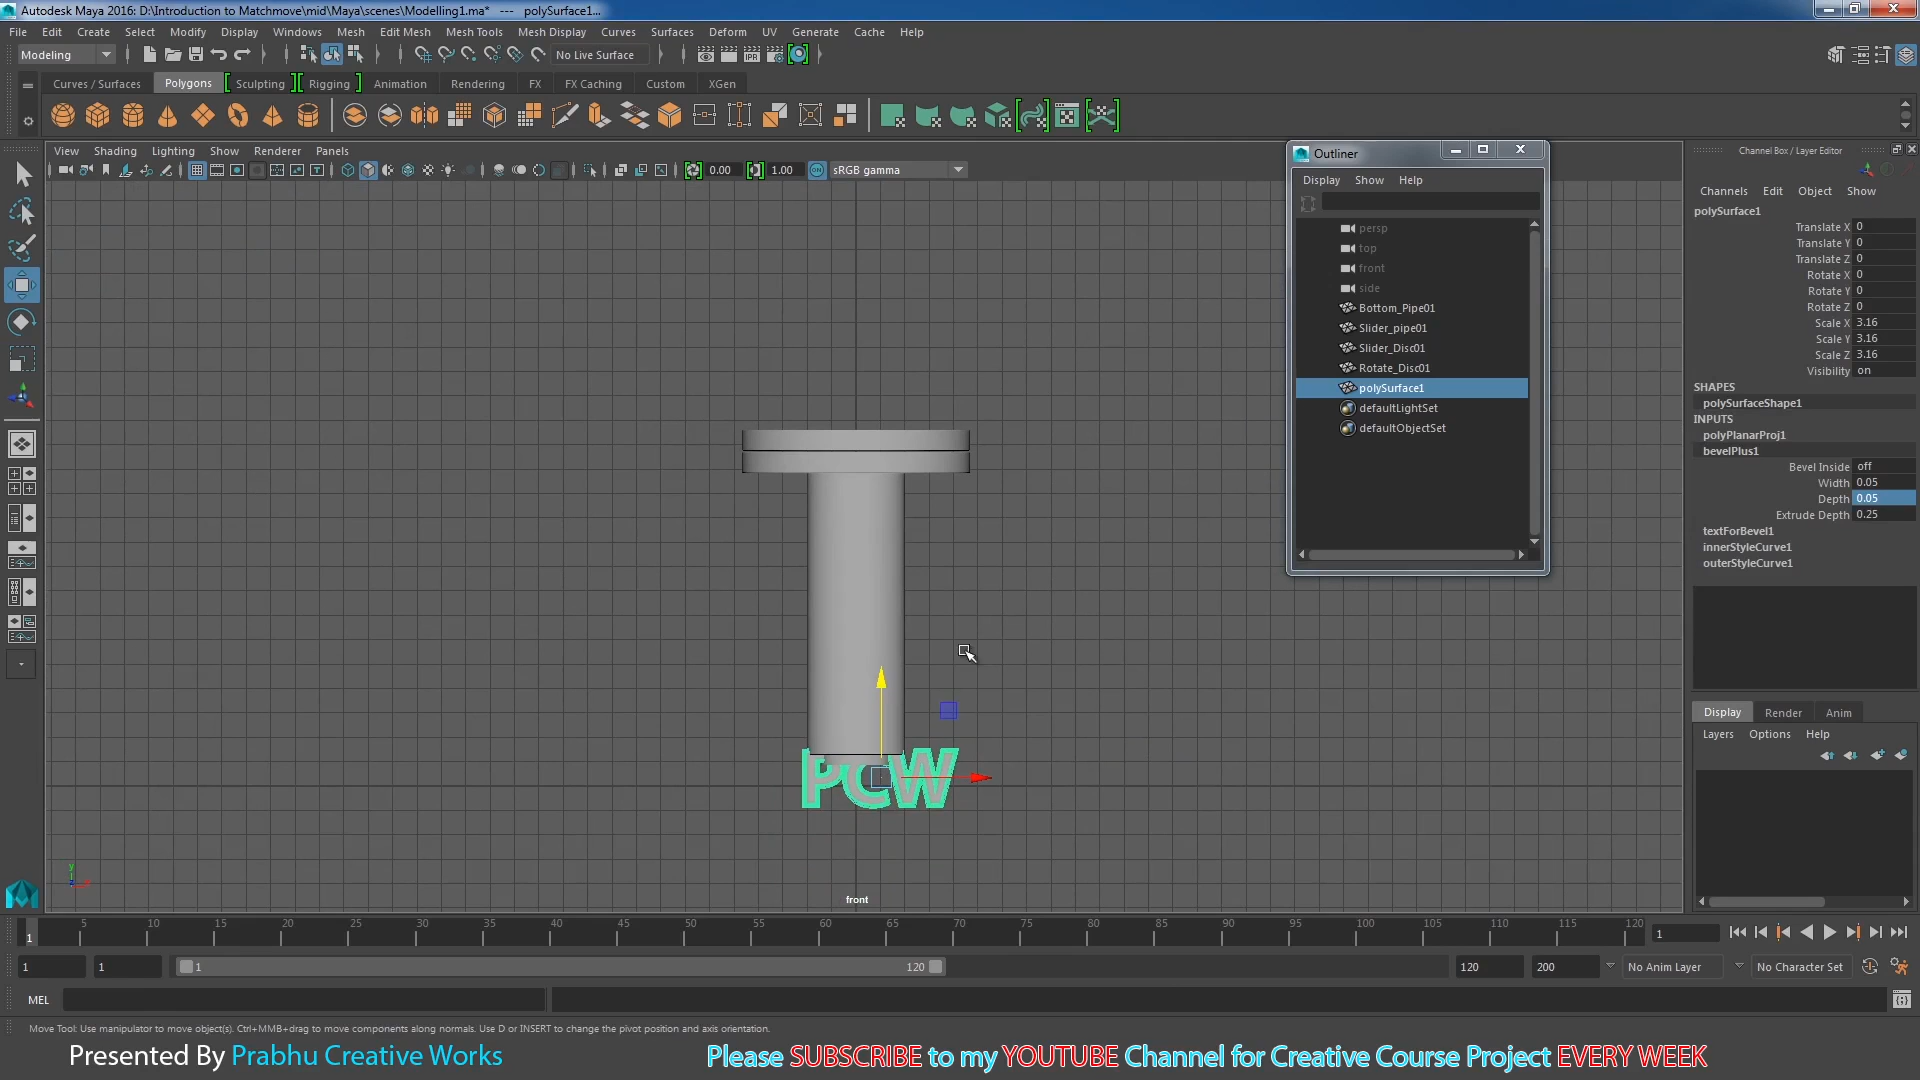 Autodesk Maya 2016: D:\Introduction to Matchmove\mid\Maya\scenes\Modelling1.ma* --- polySurface1...
File Edit Create Select Modify Display Windows Mesh Edit Mesh Mesh Tools Mesh Display Curves Surfaces Deform UV Generate Cache Help
Modeling No Live Surface
Curves / Surfaces Polygons Sculpting Rigging Animation Rendering FX FX Caching Custom XGen
View Shading Lighting Show Renderer Panels
0.00 1.00 sRGB gamma
Outliner
Display Show Help
persp
top
front
side
Bottom_Pipe01
Slider_pipe01
Slider_Disc01
Rotate_Disc01
polySurface1
defaultLightSet
defaultObjectSet
Channel Box / Layer Editor
Channels Edit Object Show
polySurface1
Translate X 0
Translate Y 0
Translate Z 0
Rotate X 0
Rotate Y 0
Rotate Z 0
Scale X 3.16
Scale Y 3.16
Scale Z 3.16
Visibility on
SHAPES
polySurfaceShape1
INPUTS
polyPlanarProj1
bevelPlus1
Bevel Inside off
Width 0.05
Depth 0.05
Extrude Depth 0.25
textForBevel1
innerStyleCurve1
outerStyleCurve1
Display Render Anim
Layers Options Help
PCW
y
front
1 5 10 15 20 25 30 35 40 45 50 55 60 65 70 75 80 85 90 95 100 105 110 115 120 1
1 1 1 120 120 200 No Anim Layer No Character Set
MEL
Move Tool: Use manipulator to move object(s). Ctrl+MMB+drag to move components along normals. Use D or INSERT to change the pivot position and axis orientation.
Presented By Prabhu Creative Works Please SUBSCRIBE to my YOUTUBE Channel for Creative Course Project EVERY WEEK